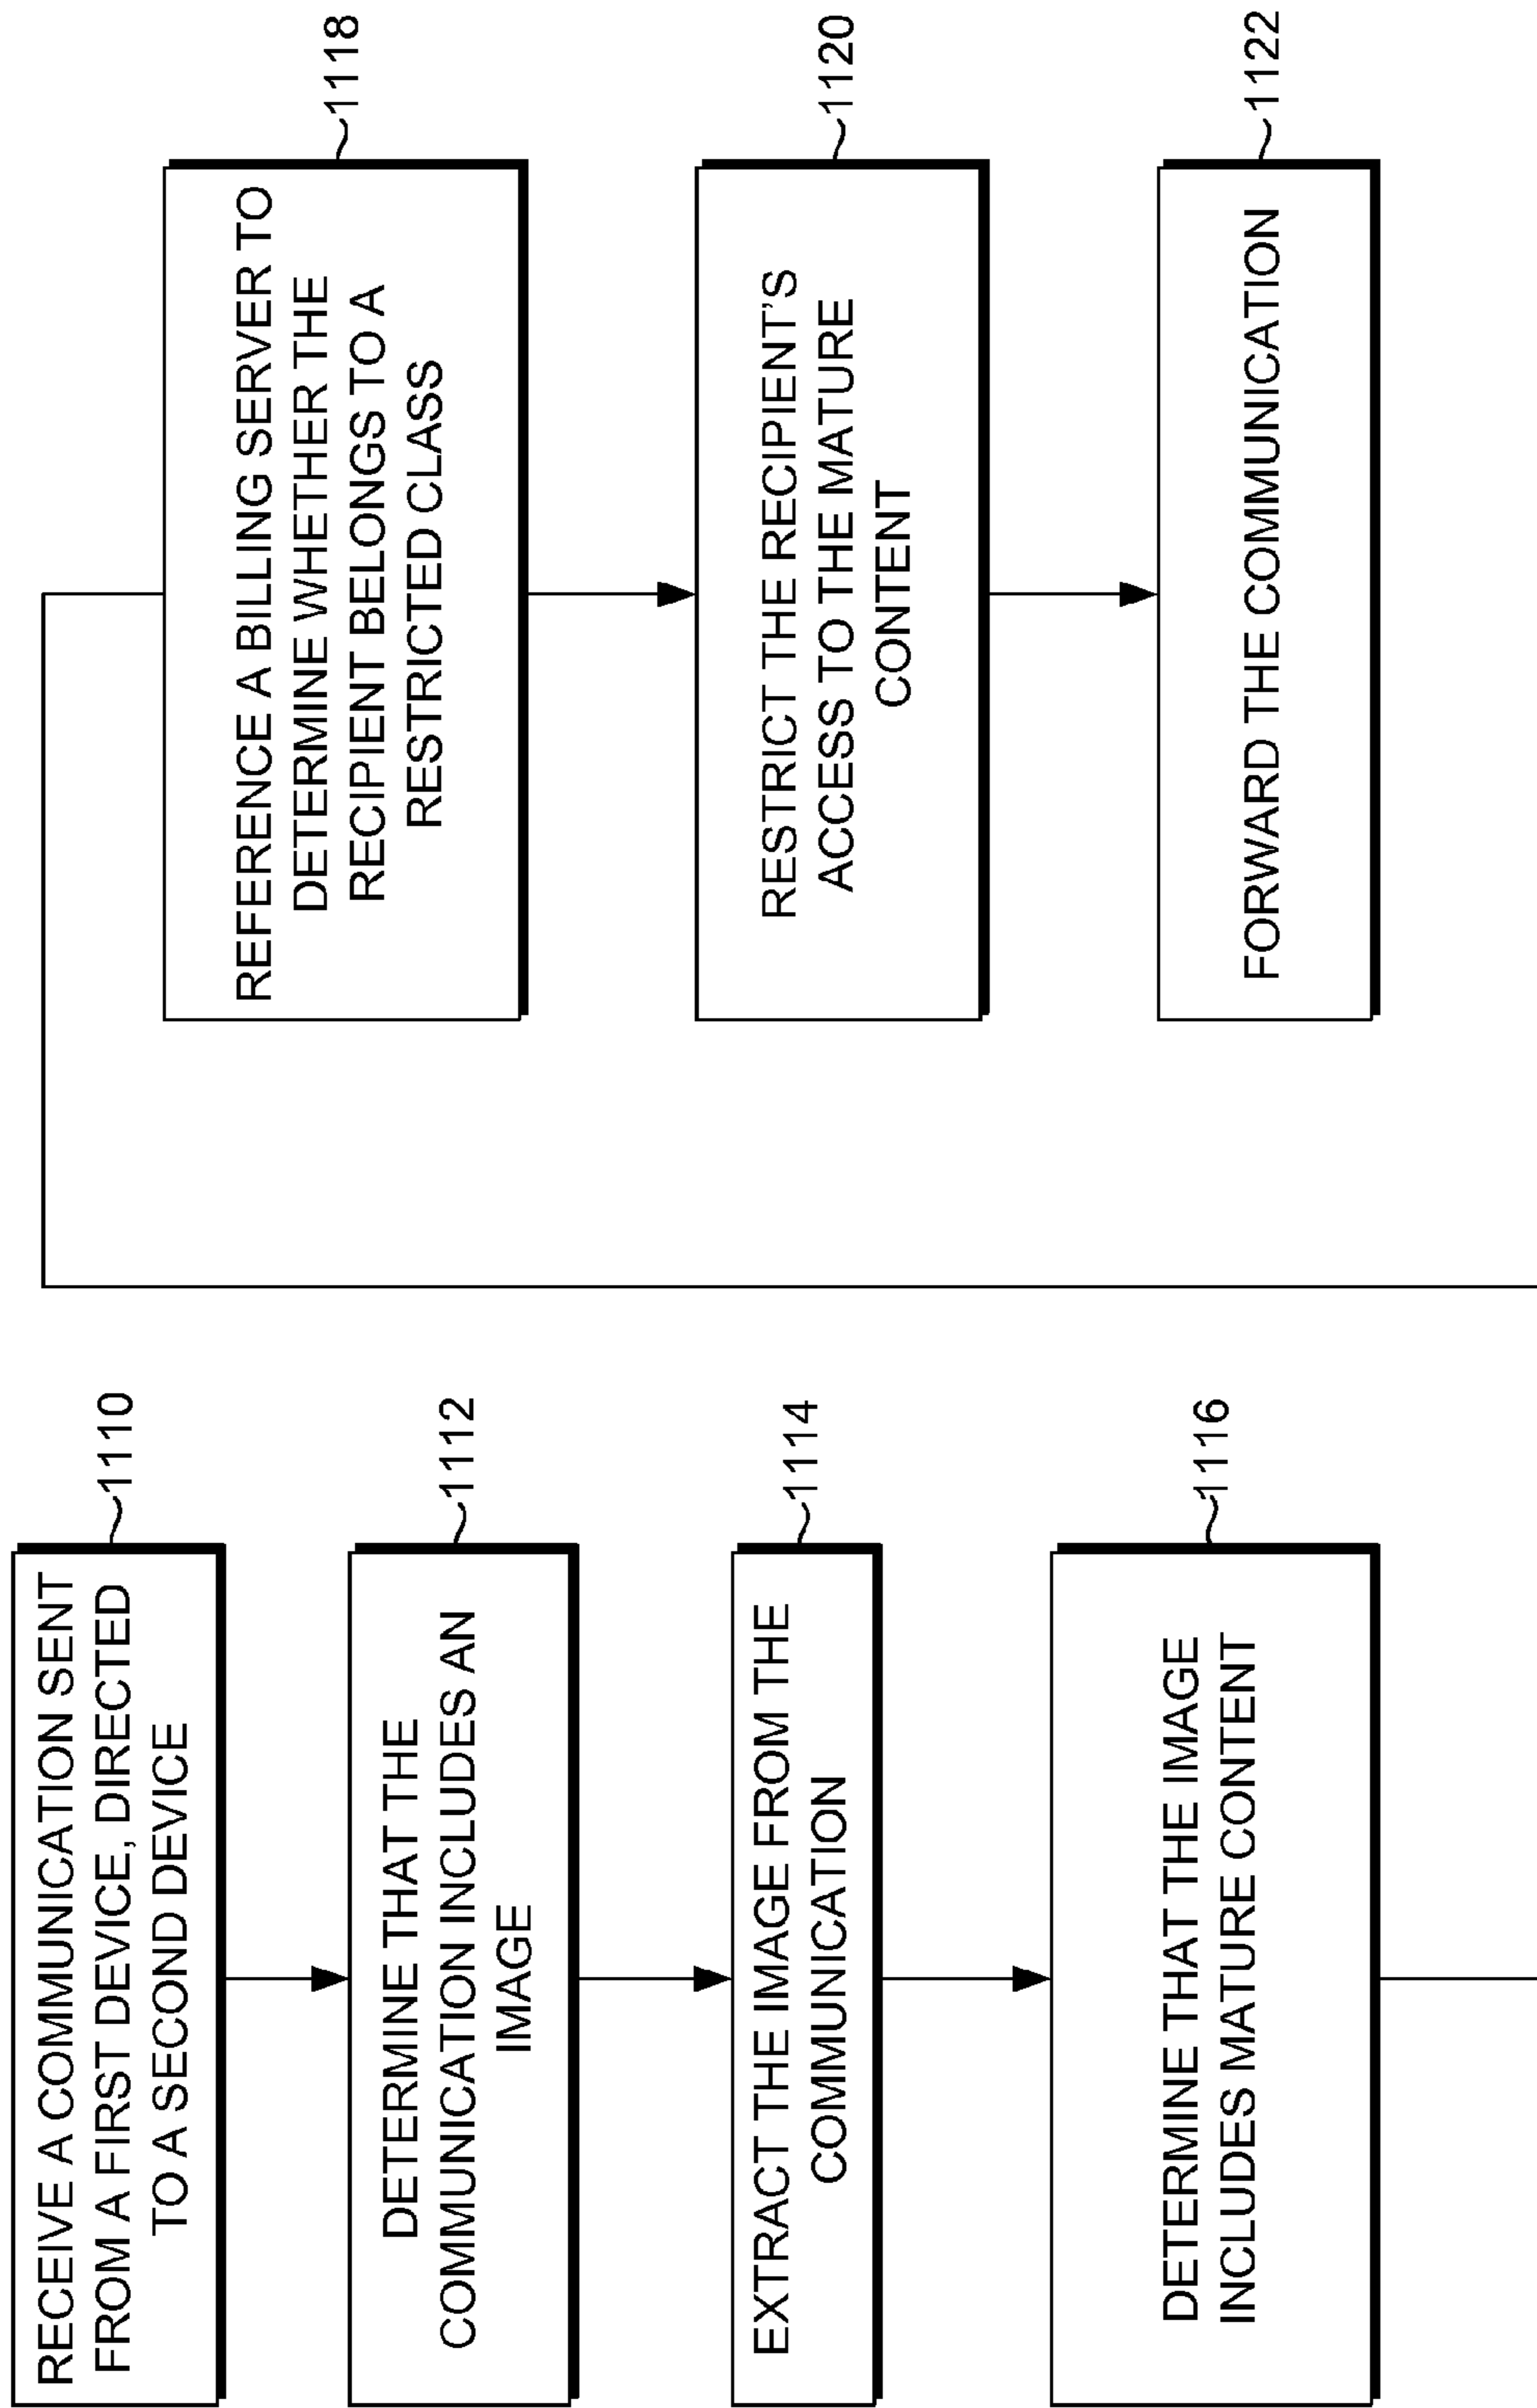 RECEIVE A COMMUNICATION SENT
FROM A FIRST DEVICE, DIRECTED
TO A SECOND DEVICE
1110
DETERMINE THAT THE
COMMUNICATION INCLUDES AN
IMAGE
1112
EXTRACT THE IMAGE FROM THE
COMMUNICATION
1114
DETERMINE THAT THE IMAGE
INCLUDES MATURE CONTENT
1116
REFERENCE A BILLING SERVER TO
DETERMINE WHETHER THE
RECIPIENT BELONGS TO A
RESTRICTED CLASS
1118
RESTRICT THE RECIPIENT'S
ACCESS TO THE MATURE
CONTENT
1120
FORWARD THE COMMUNICATION
1122